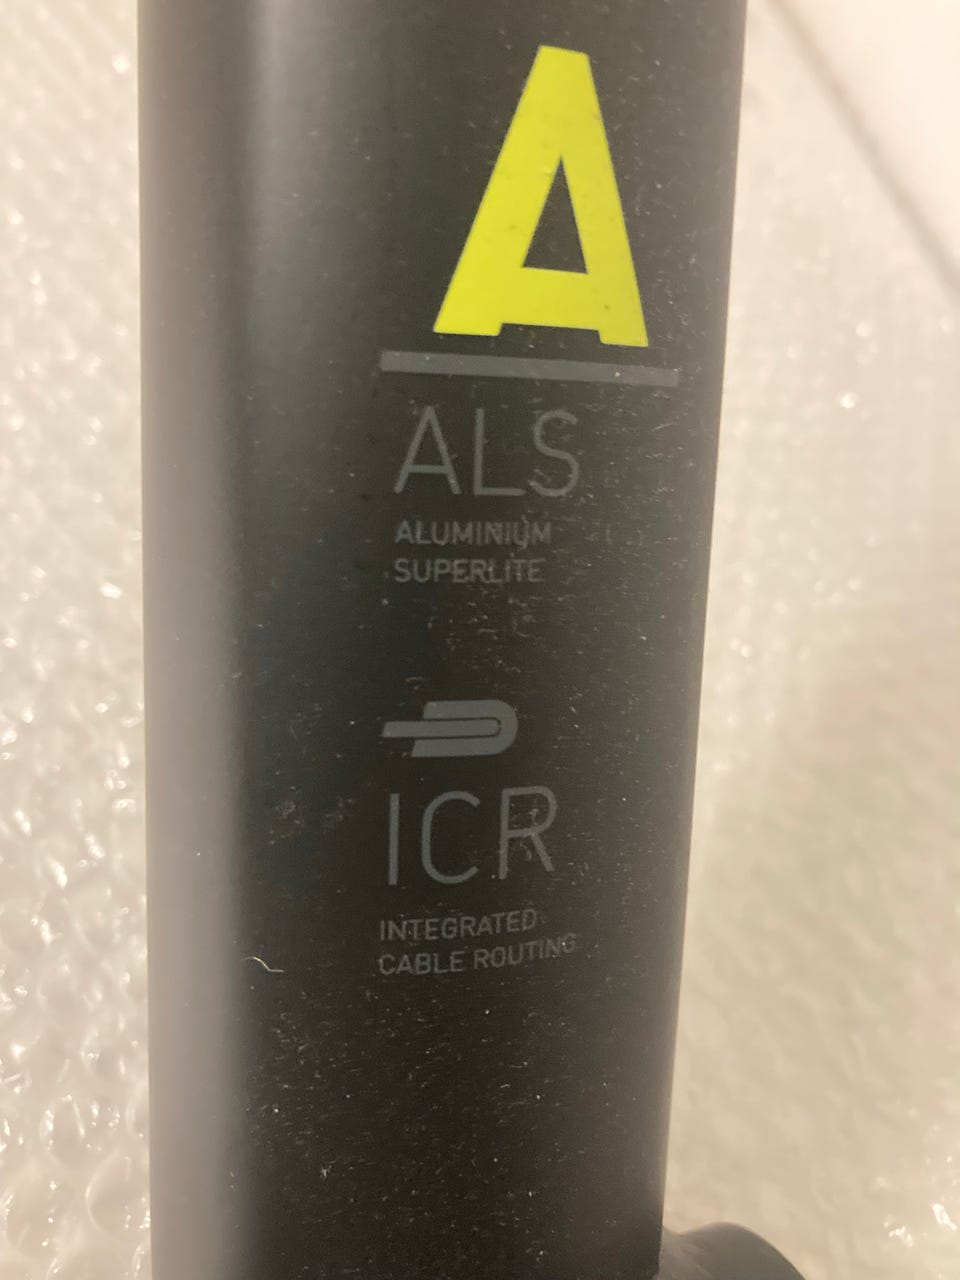 A
ALS
ALUMINIUM
SUPERLITE
ICR
INTEGRATED
CABLE ROUTING